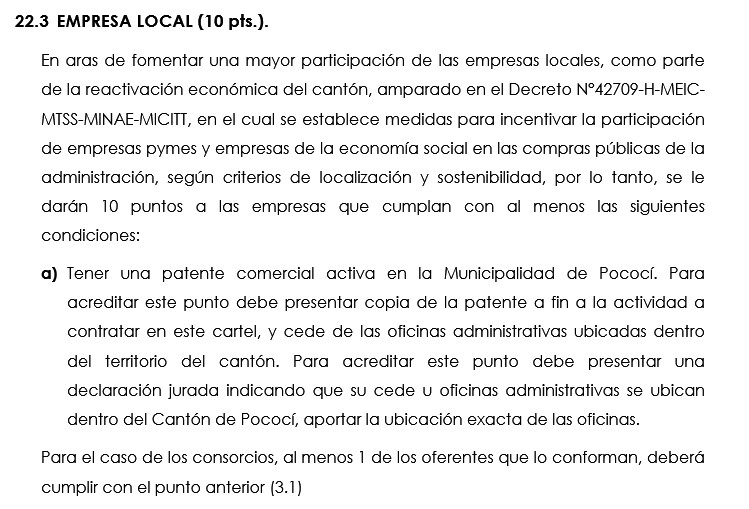 22.3 EMPRESA LOCAL (10 pts.).
En aras de fomentar una mayor participación de las empresas locales, como parte
de la reactivación económica del cantón, amparado en el Decreto N°42709-H-MEIC-
MTSS-MINAE-MICITT, en el cual se establece medidas para incentivar la participación
de empresas pymes y empresas de la economía social en las compras públicas de la
administración, según criterios de localización y sostenibilidad, por lo tanto, se le
darán 10 puntos a las empresas que cumplan con al menos las siguientes
condiciones:
a) Tener una patente comercial activa en la Municipalidad de Pococí. Para
acreditar este punto debe presentar copia de la patente a fin a la actividad a
contratar en este cartel, y cede de las oficinas administrativas ubicadas dentro
del territorio del cantón. Para acreditar este punto debe presentar una
declaración jurada indicando que su cede u oficinas administrativas se ubican
dentro del Cantón de Pococí, aportar la ubicación exacta de las oficinas.
Para el caso de los consorcios, al menos 1 de los oferentes que lo conforman, deberá
cumplir con el punto anterior (3.1)